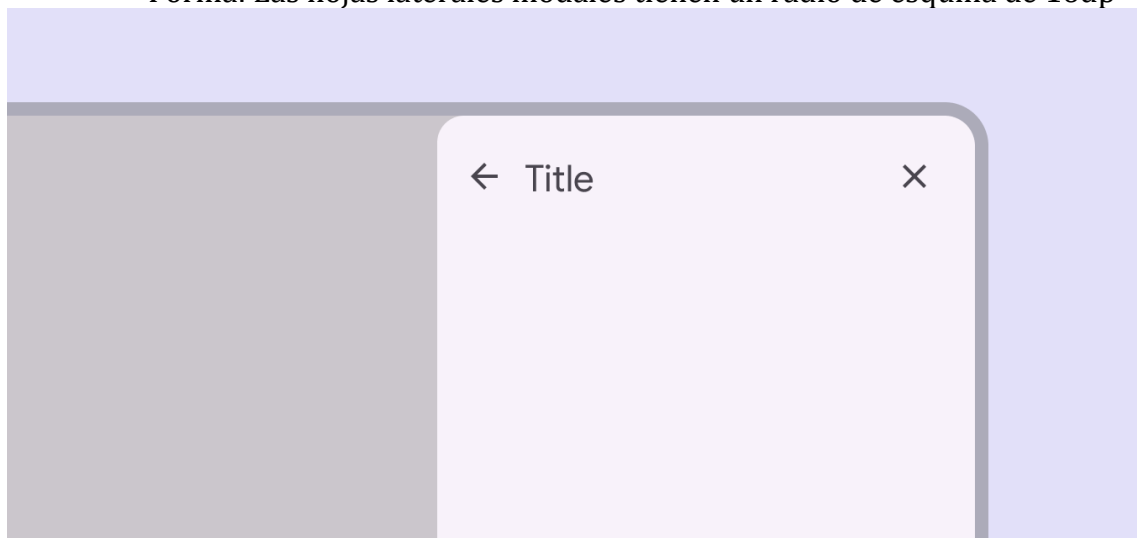 Forma: Las hojas laterales modales tienen un radio de esquina de 16dp
Title